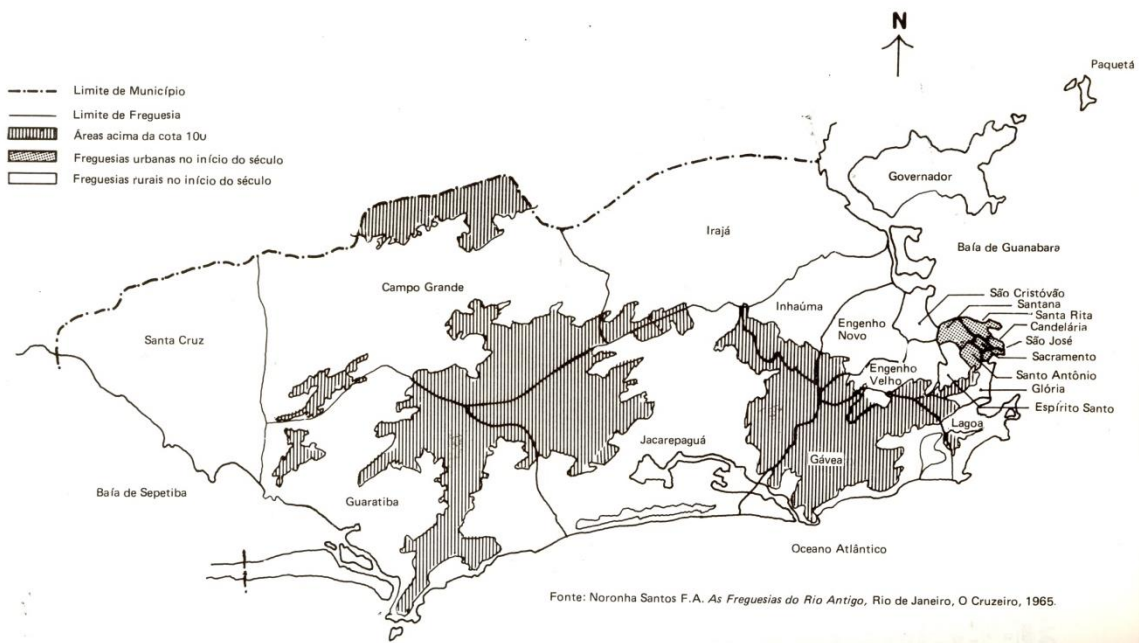 N
Paquetá
Limite de Município
Limite de Freguesia
Áreas acima da cota 10υ
Freguesias urbanas no início do século
Freguesias rurais no início do século
Governador
Irajá
Baía de Guanabara
Campo Grande
Inhaúma
São Cristóvão
Santana
Santa Rita
Candelária
São José
Sacramento
Santo Antônio
Glória
Espírito Santo
Engenho
Novo
Engenho
Velho
Santa Cruz
Lagoa
Jacarepaguá
Gávea
Baía de Sepetiba
Guaratiba
Oceano Atlântico
Fonte: Noronha Santos F.A. As Freguesias do Rio Antigo, Rio de Janeiro, O Cruzeiro, 1965.